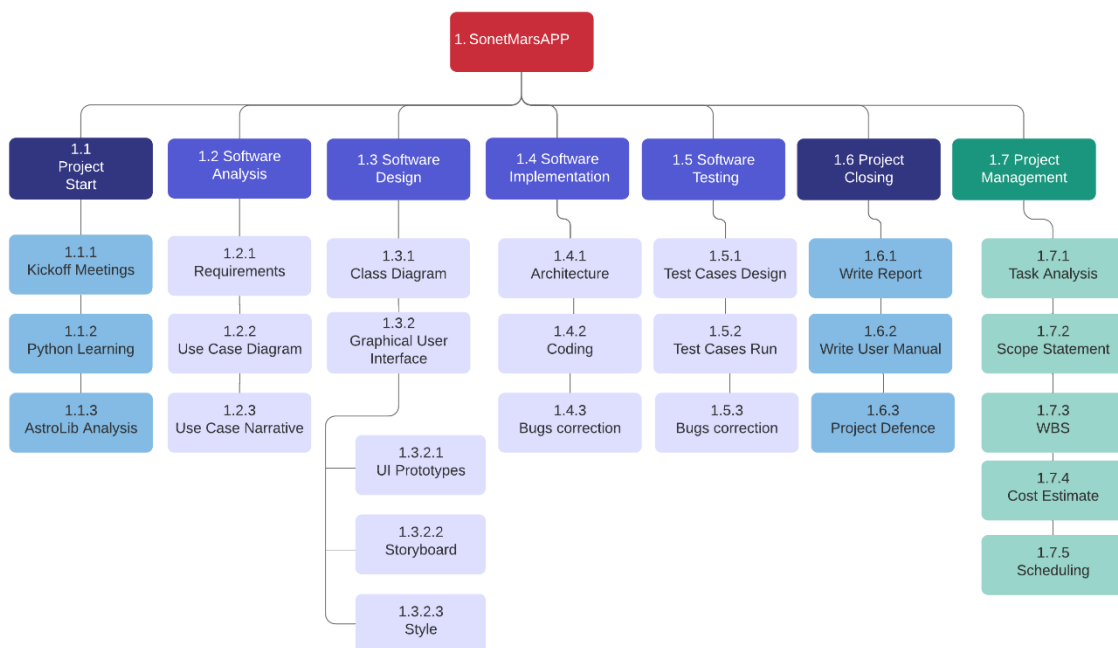 1. SonetMarsAPP
1.1
Project
Start
1.2 Software
Analysis
1.3 Software
Design
1.4 Software
Implementation
1.5 Software
Testing
1.6 Project
Closing
1.7 Project
Management
1.1.1
Kickoff Meetings
1.1.2
Python Learning
1.1.3
AstroLib Analysis
1.2.1
Requirements
1.2.2
Use Case Diagram
1.2.3
Use Case Narrative
1.3.1
Class Diagram
1.3.2
Graphical User
Interface
1.3.2.1
UI Prototypes
1.3.2.2
Storyboard
1.3.2.3
Style
1.4.1
Architecture
1.4.2
Coding
1.4.3
Bugs correction
1.5.1
Test Cases Design
1.5.2
Test Cases Run
1.5.3
Bugs correction
1.6.1
Write Report
1.6.2
Write User Manual
1.6.3
Project Defence
1.7.1
Task Analysis
1.7.2
Scope Statement
1.7.3
WBS
1.7.4
Cost Estimate
1.7.5
Scheduling